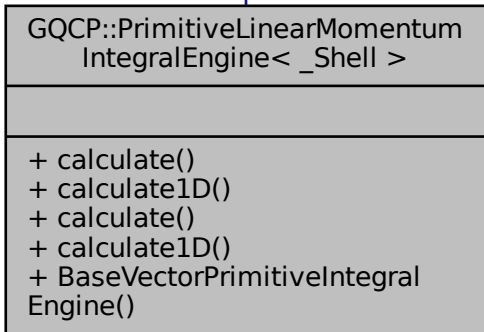 GQCP::PrimitiveLinearMomentum
IntegralEngine< _Shell >
+ calculate()
+ calculate1D()
+ calculate()
+ calculate1D()
+ BaseVectorPrimitiveIntegral
Engine()